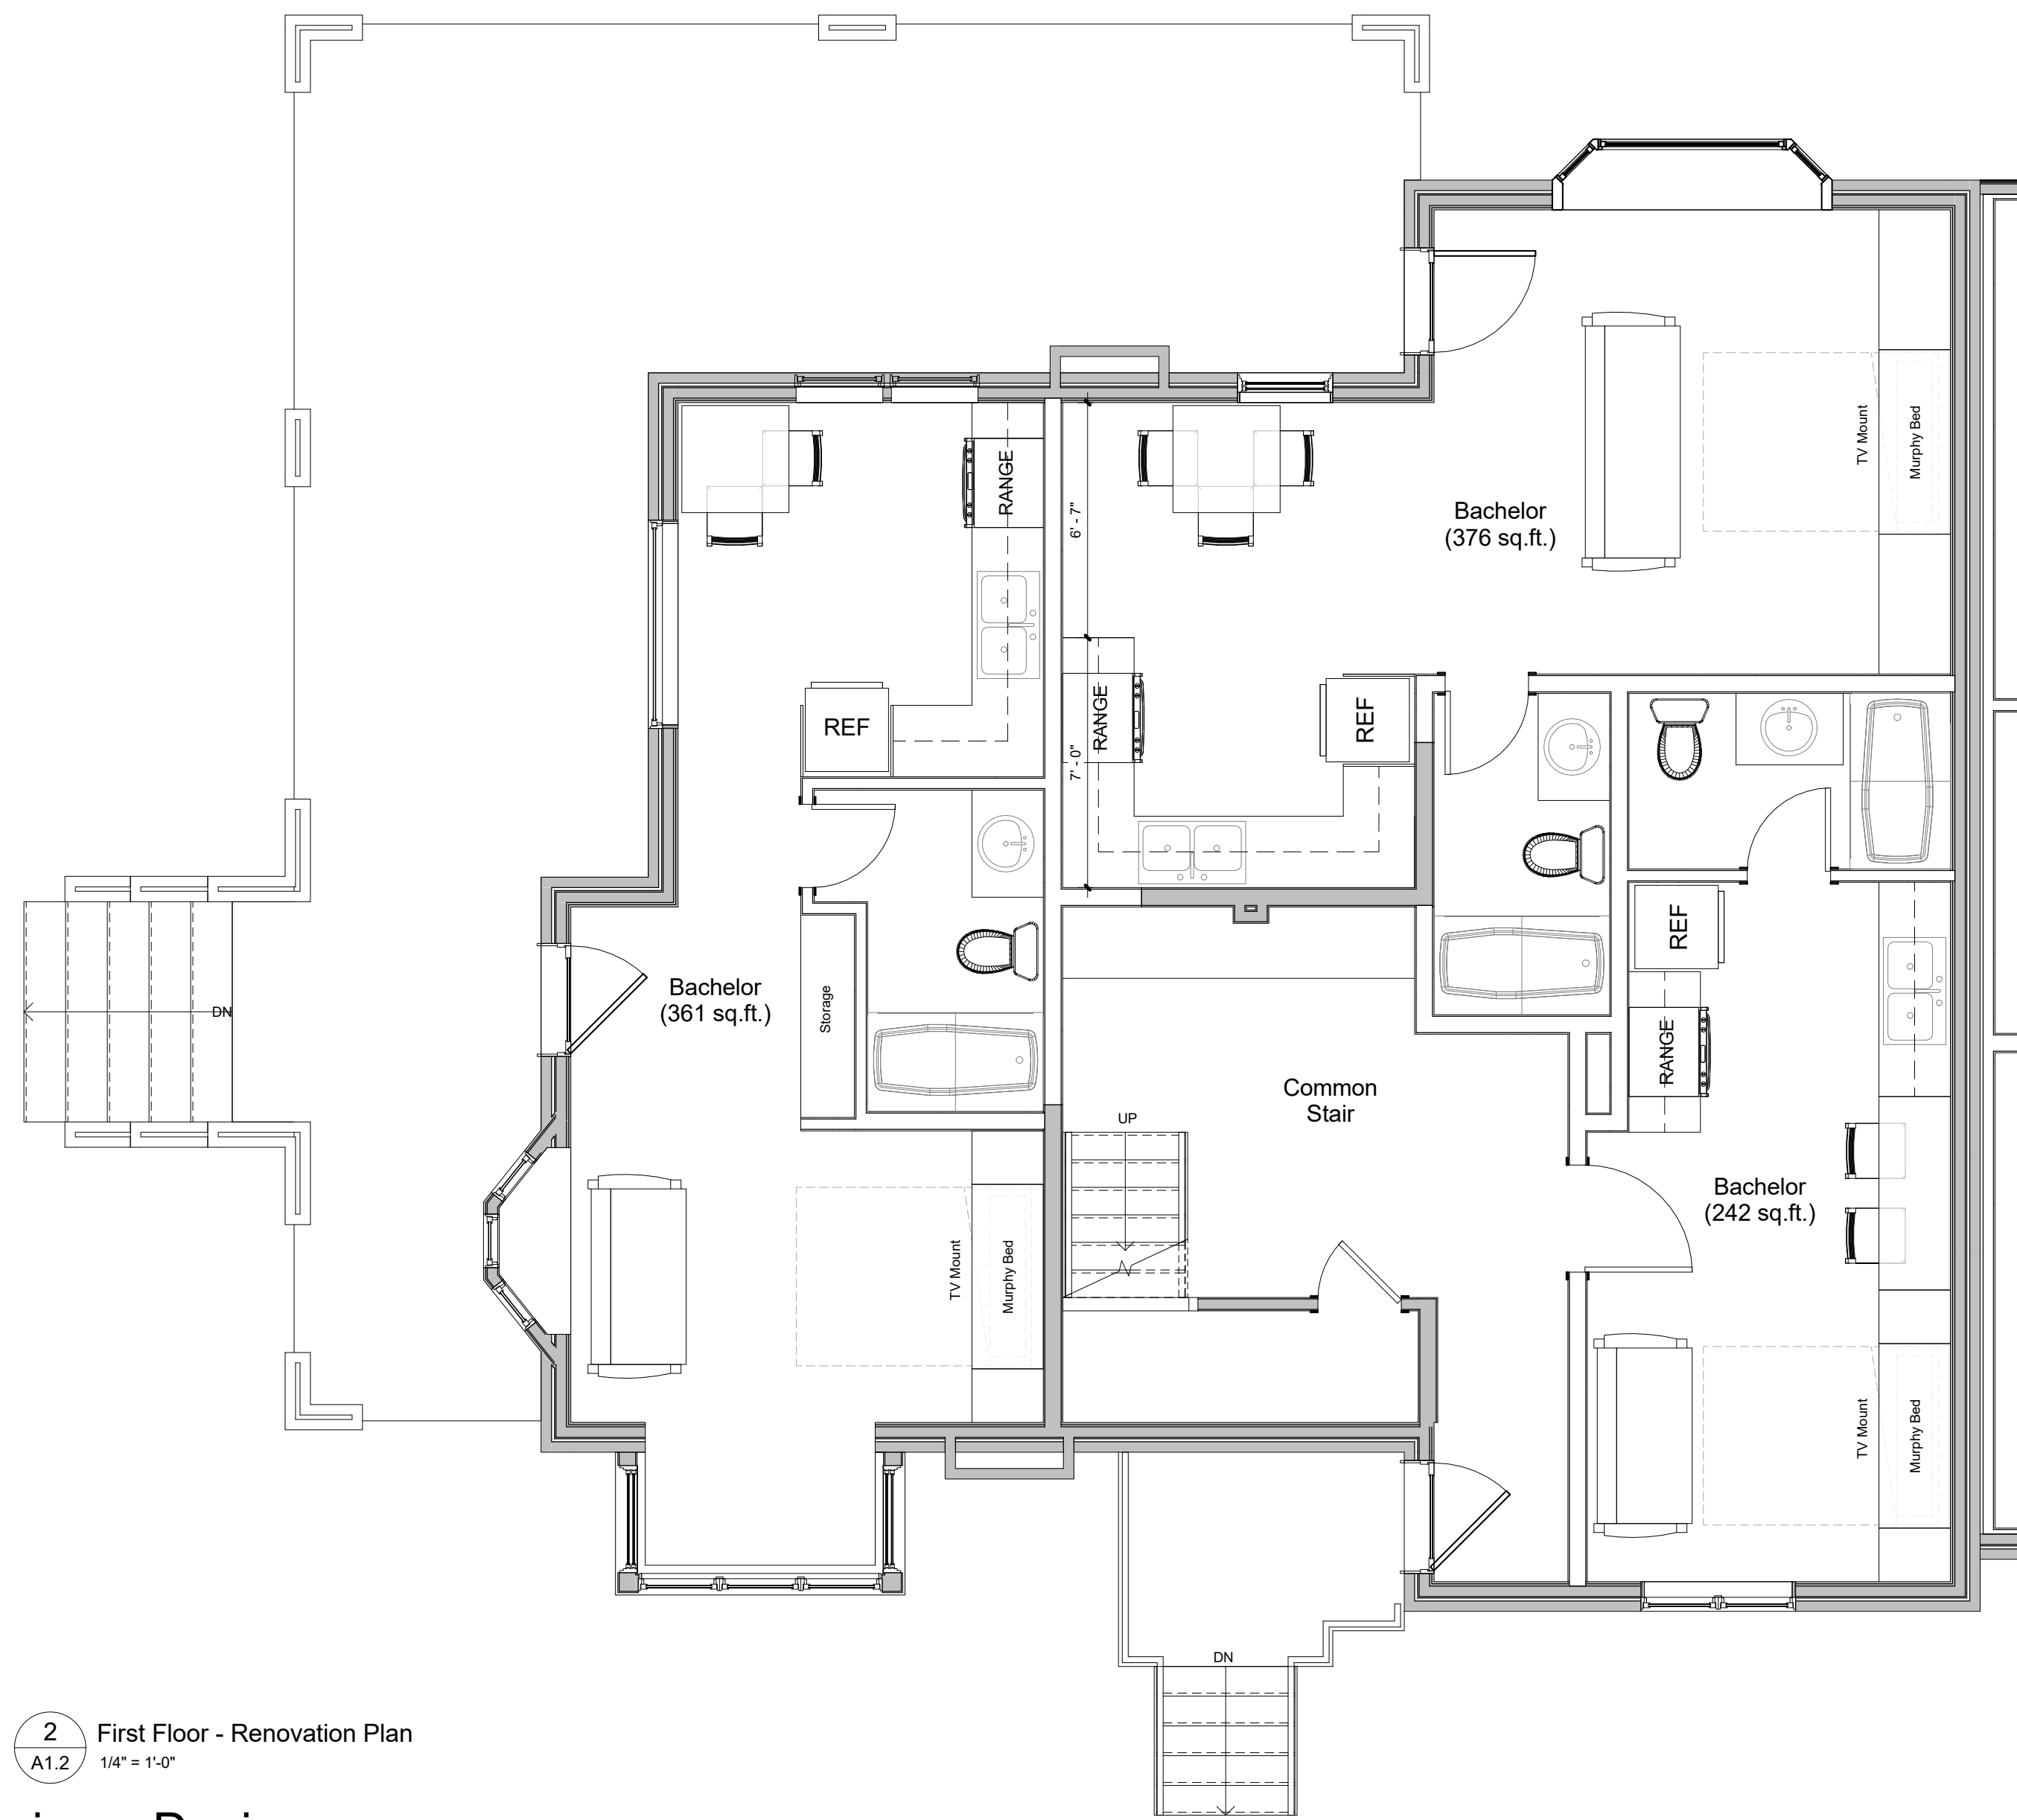 RANGE
6' - 7"
Bachelor
(376 sq.ft.)
TV Mount
Murphy Bed
REF
RANGE
7' - 0"
REF
REF
Bachelor
(361 sq.ft.)
Storage
DN
RANGE
Common
Stair
UP
Bachelor
(242 sq.ft.)
TV Mount
Murphy Bed
TV Mount
Murphy Bed
DN
2
A1.2
First Floor - Renovation Plan
1/4" = 1'-0"